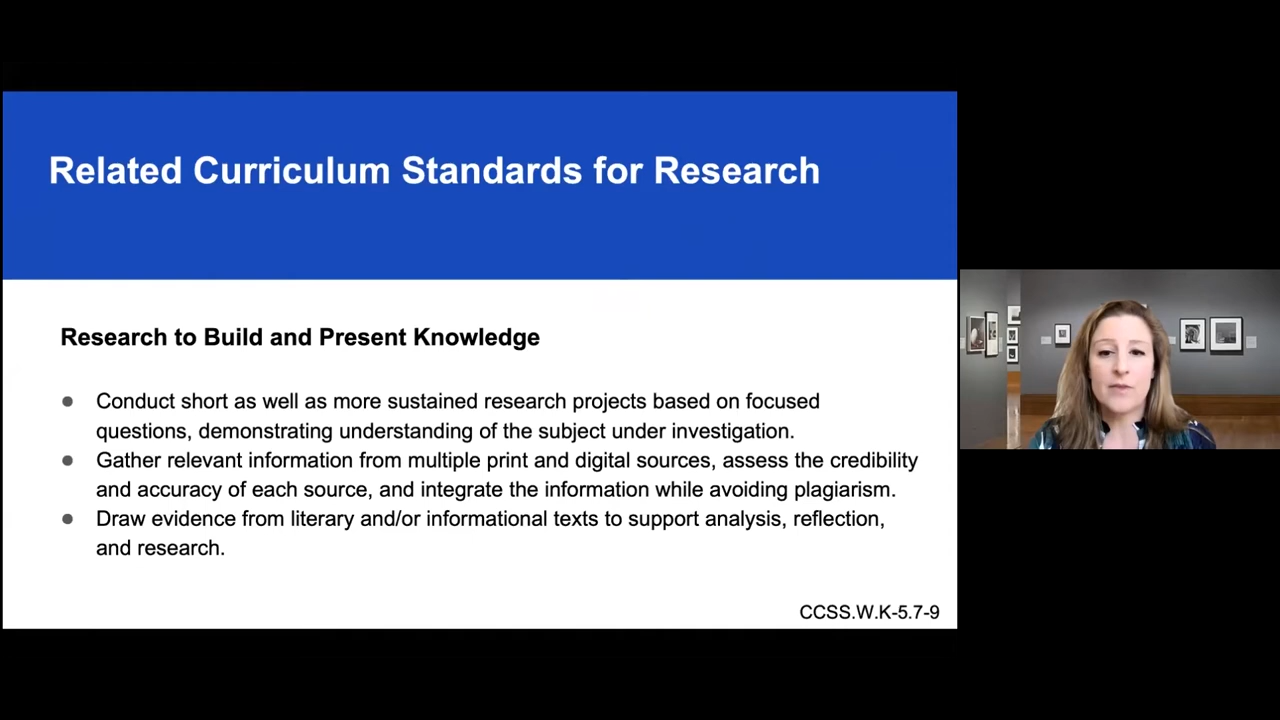 Related Curriculum Standards for Research
Research to Build and Present Knowledge
● Conduct short as well as more sustained research projects based on focused
questions, demonstrating understanding of the subject under investigation.
● Gather relevant information from multiple print and digital sources, assess the credibility
and accuracy of each source, and integrate the information while avoiding plagiarism.
● Draw evidence from literary and/or informational texts to support analysis, reflection,
and research.
CCSS.W.K-5.7-9